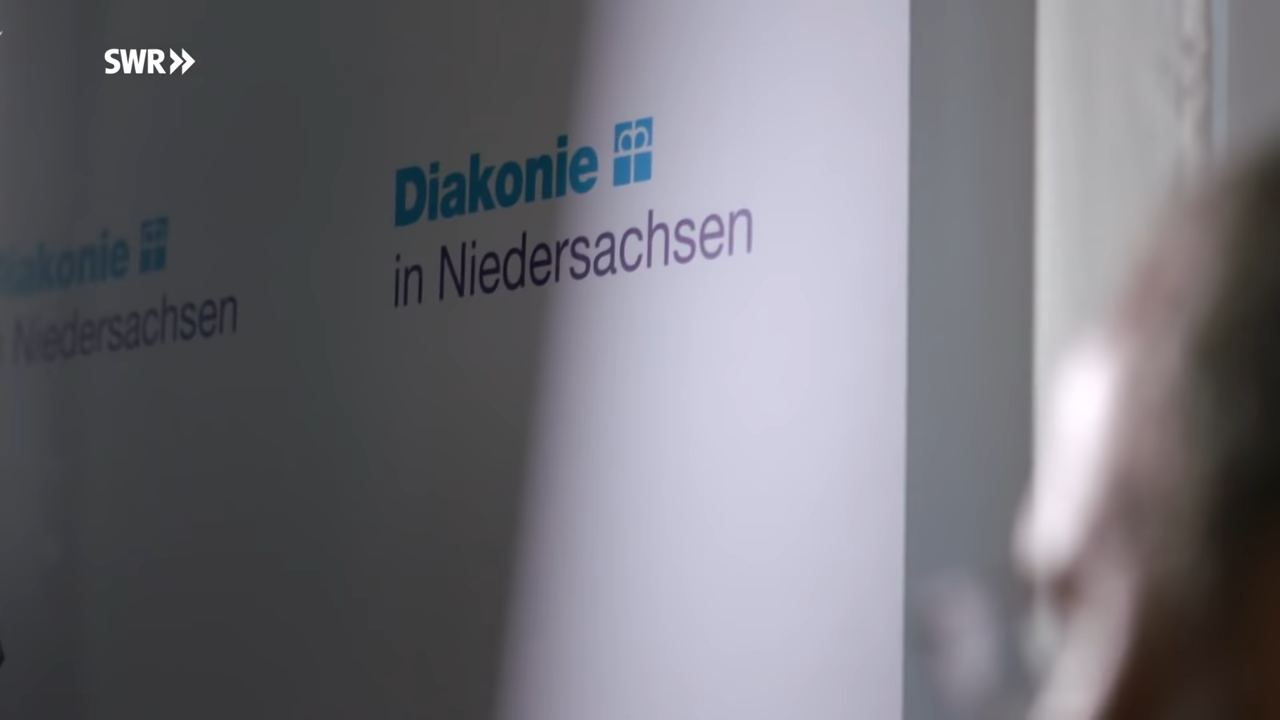 SWR
Diakonie
in Niedersachsen
Diakonie
Niedersachsen